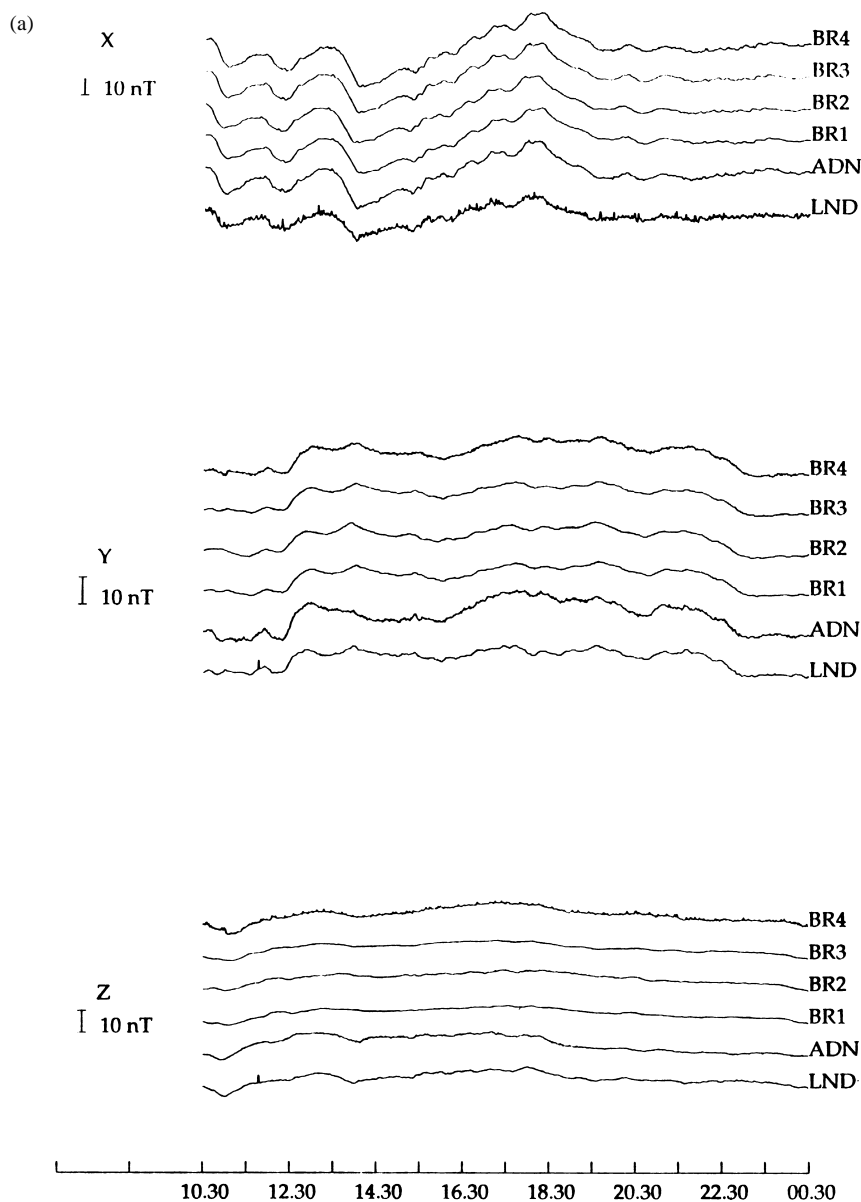 (a)
X
10 nT
BR4
BR3
BR2
BR1
ADN
LND
Y
10 nT
BR4
BR3
BR2
BR1
ADN
LND
Z
10 nT
BR4
BR3
BR2
BR1
ADN
LND
10.30 12.30 14.30 16.30 18.30 20.30 22.30 00.30